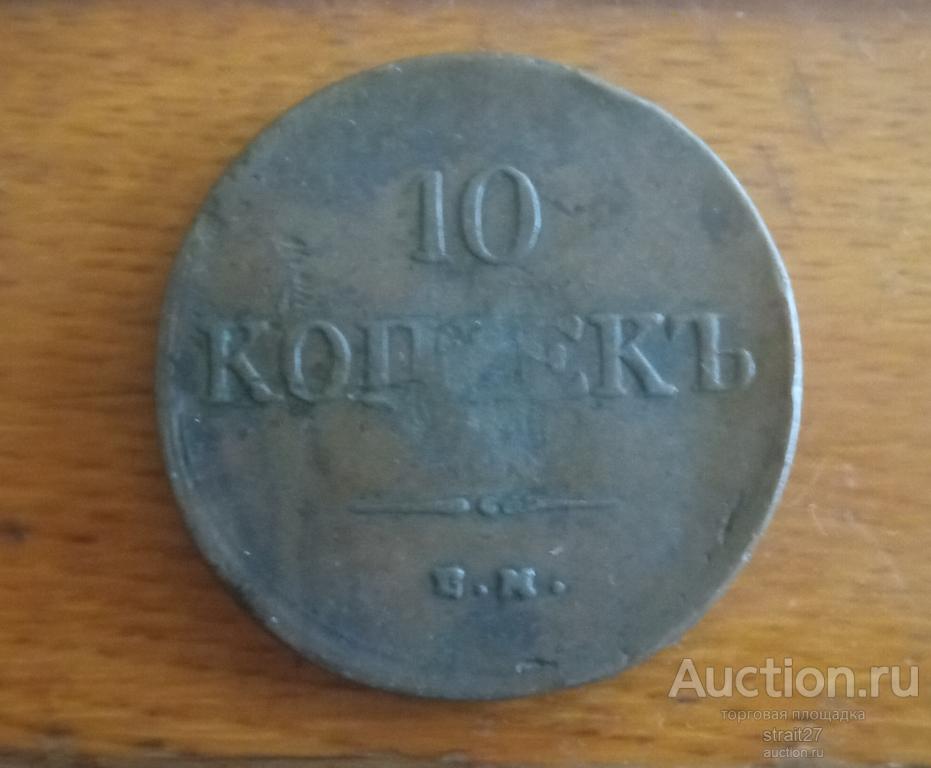 10
КОПѢЕКЪ
Е.М.
Auction.ru
торговая площадка
strait27
auction.ru